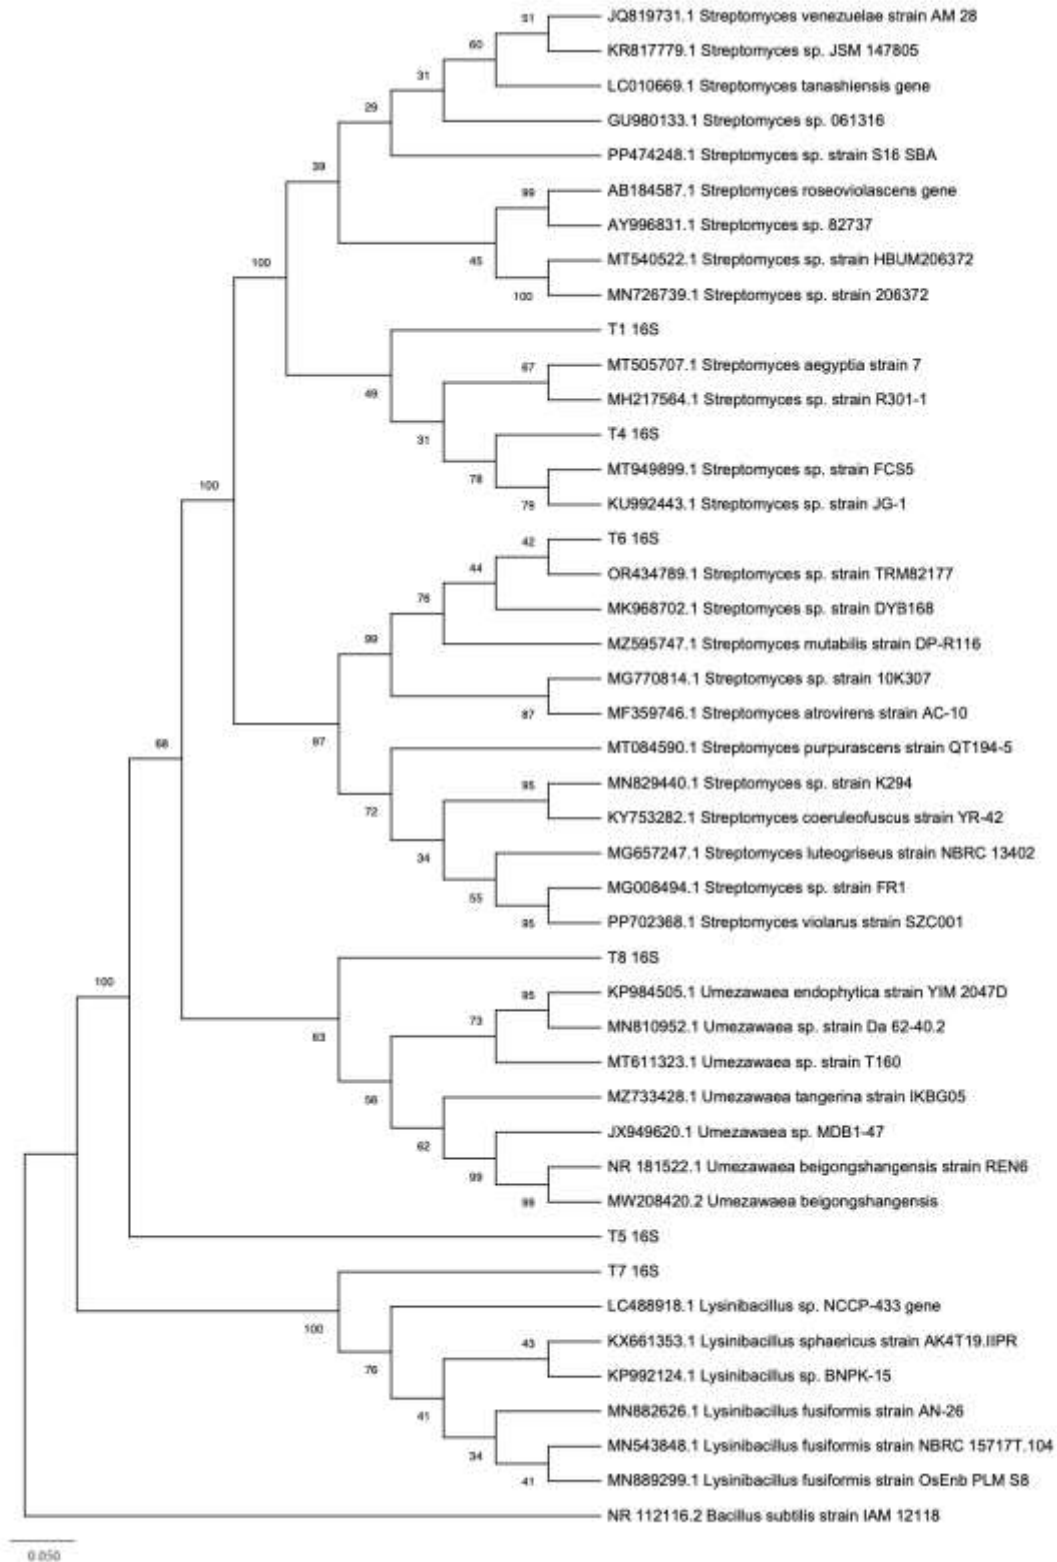 51
JQ819731.1 Streptomyces venezuelae strain AM 28
60
KR817779.1 Streptomyces sp. JSM 147805
31
LC010669.1 Streptomyces tanashiensis gene
29
GU980133.1 Streptomyces sp. 061316
39
PP474248.1 Streptomyces sp. strain S16 SBA
99
AB184587.1 Streptomyces roseoviolascens gene
AY996831.1 Streptomyces sp. 82737
100
45
MT540522.1 Streptomyces sp. strain HBUM206372
100
MN726739.1 Streptomyces sp. strain 206372
T1 16S
67
MT505707.1 Streptomyces aegyptia strain 7
49
MH217564.1 Streptomyces sp. strain R301-1
31
T4 16S
78
MT949899.1 Streptomyces sp. strain FCS5
100
79
KU992443.1 Streptomyces sp. strain JG-1
42
T6 16S
44
OR434789.1 Streptomyces sp. strain TRM82177
76
MK968702.1 Streptomyces sp. strain DYB168
99
MZ595747.1 Streptomyces mutabilis strain DP-R116
MG770814.1 Streptomyces sp. strain 10K307
87
MF359746.1 Streptomyces atrovirens strain AC-10
68
97
MT084590.1 Streptomyces purpurascens strain QT194-5
95
MN829440.1 Streptomyces sp. strain K294
72
KY753282.1 Streptomyces coeruleofuscus strain YR-42
34
MG657247.1 Streptomyces luteogriseus strain NBRC 13402
55
MG008494.1 Streptomyces sp. strain FR1
95
PP702368.1 Streptomyces violarus strain SZC001
T8 16S
100
95
KP984505.1 Umezawaea endophytica strain YIM 2047D
73
MN810952.1 Umezawaea sp. strain Da 62-40.2
63
MT611323.1 Umezawaea sp. strain T160
58
MZ733428.1 Umezawaea tangerina strain IKBG05
62
JX949620.1 Umezawaea sp. MDB1-47
99
NR 181522.1 Umezawaea beigongshangensis strain REN6
99
MW208420.2 Umezawaea beigongshangensis
T5 16S
T7 16S
100
LC488918.1 Lysinibacillus sp. NCCP-433 gene
43
KX661353.1 Lysinibacillus sphaericus strain AK4T19.IIPR
76
KP992124.1 Lysinibacillus sp. BNPK-15
41
MN882626.1 Lysinibacillus fusiformis strain AN-26
34
MN543848.1 Lysinibacillus fusiformis strain NBRC 15717T.104
41
MN889299.1 Lysinibacillus fusiformis strain OsEnb PLM S8
NR 112116.2 Bacillus subtilis strain IAM 12118
0.050